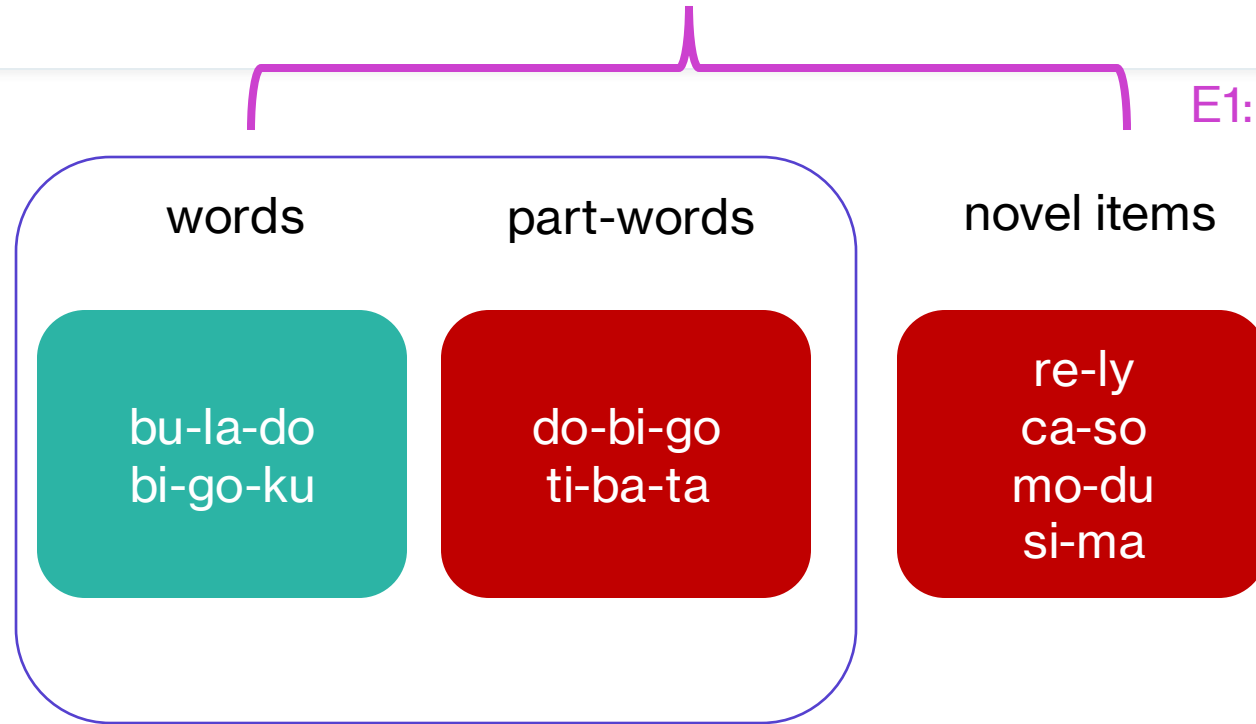 E1:
words
part-words
novel items
bu-la-do
bi-go-ku
do-bi-go
ti-ba-ta
re-ly
ca-so
mo-du
si-ma